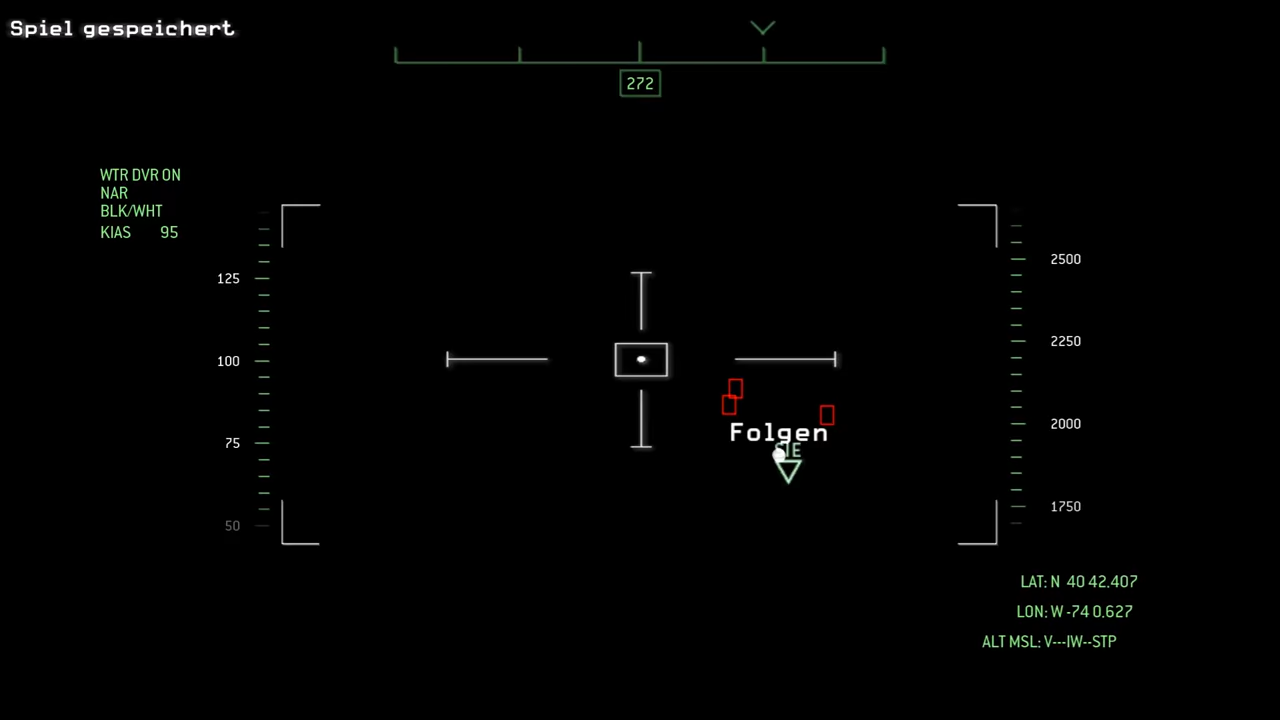 Spiel gespeichert
272
WTR DVR ON
NAR
BLK/WHT
KIAS 95
125
100
75
50
2500
2250
2000
1750
Folgen
LAT: N 40 42.407
LON: W -74 0.627
ALT MSL: V---IW--STP